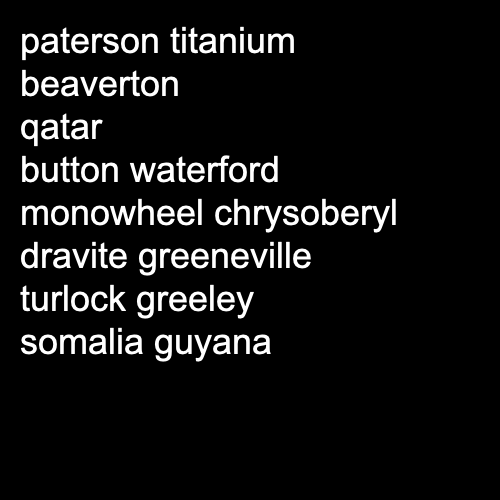 paterson titanium
beaverton
qatar
button waterford
monowheel chrysoberyl
dravite greeneville
turlock greeley
somalia guyana